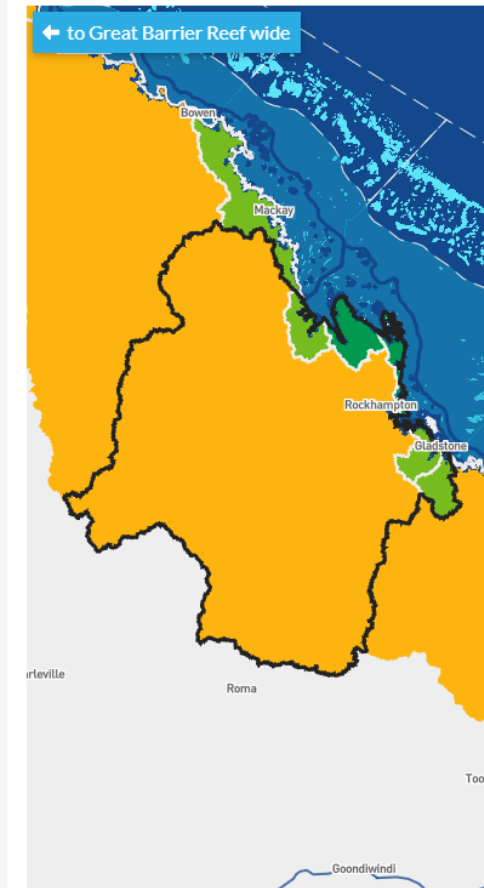 ← to Great Barrier Reef wide
Bowen
Mackay
Rockhampton
Gladstone
rleville
Roma
Too
Goondiwindi